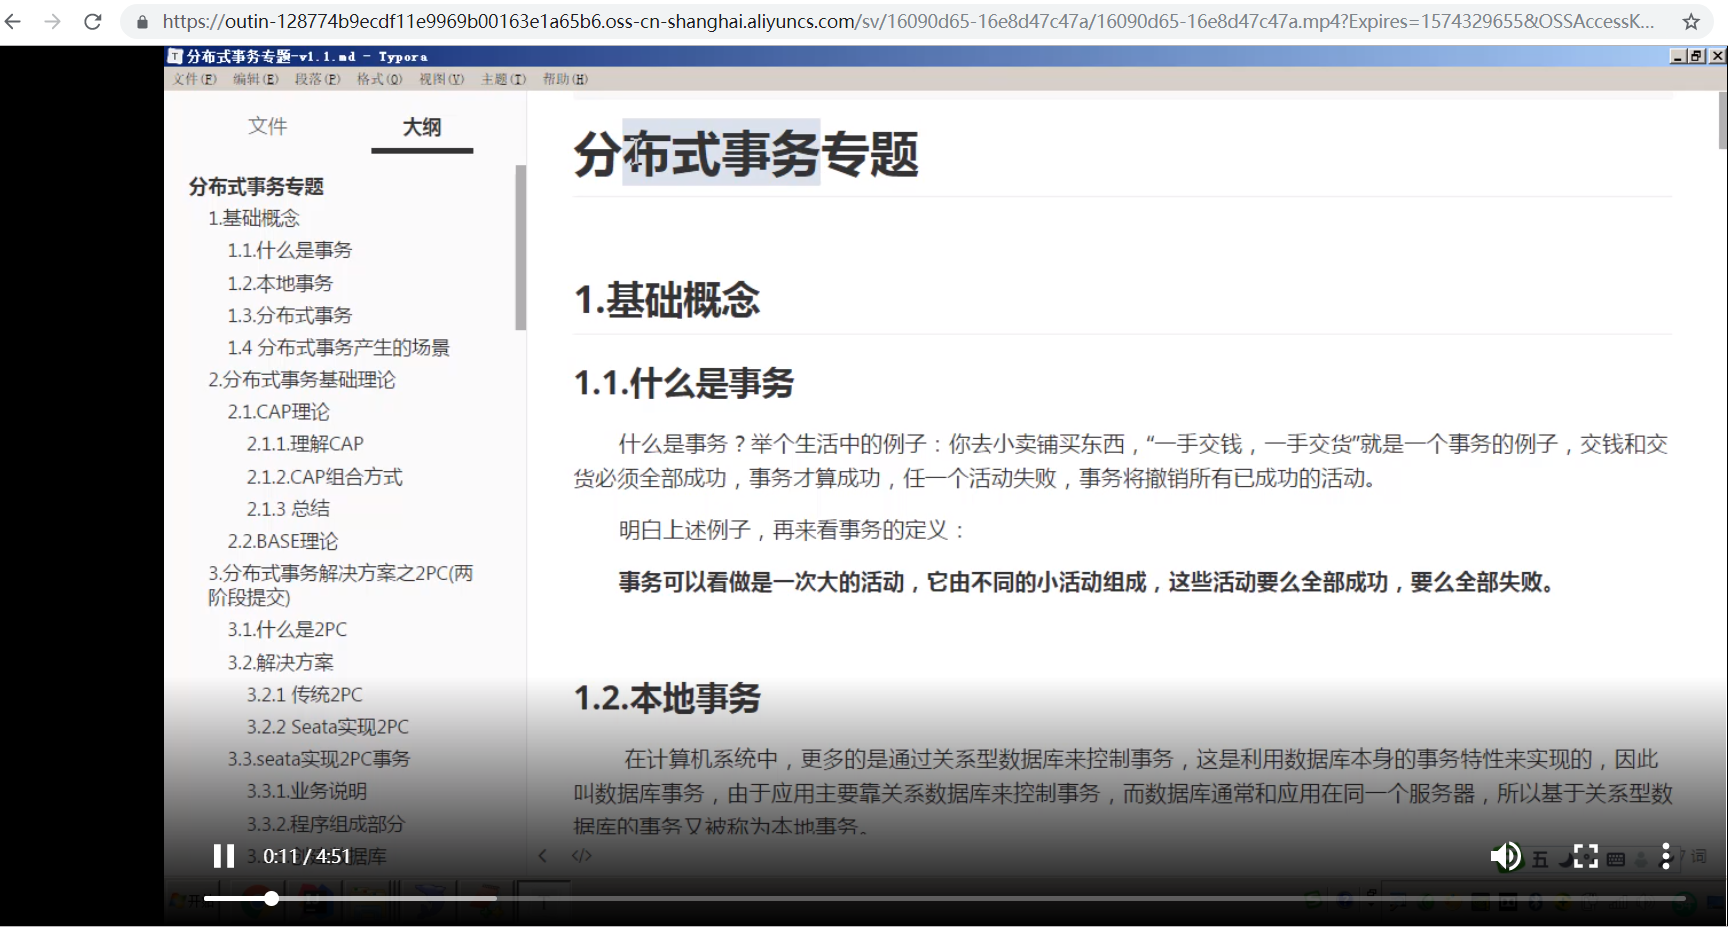 https://outin-128774b9ecdf11e9969b00163e1a65b6.oss-cn-shanghai.aliyuncs.com/sv/16090d65-16e8d47c47a/16090d65-16e8d47c47a.mp4?Expires=1574329655&OSSAccessK...
分布式事务专题-v1.1.md - Typora
文件(F) 编辑(E) 段落(P) 格式(O) 视图(V) 主题(T) 帮助(H)
文件 大纲
分布式事务专题
1.基础概念
1.1.什么是事务
1.2.本地事务
1.3.分布式事务
1.4 分布式事务产生的场景
2.分布式事务基础理论
2.1.CAP理论
2.1.1.理解CAP
2.1.2.CAP组合方式
2.1.3 总结
2.2.BASE理论
3.分布式事务解决方案之2PC(两
阶段提交)
3.1.什么是2PC
3.2.解决方案
3.2.1 传统2PC
3.2.2 Seata实现2PC
3.3.seata实现2PC事务
3.3.1.业务说明
3.3.2.程序组成部分
数据库
分布式事务专题
1.基础概念
1.1.什么是事务
什么是事务？举个生活中的例子：你去小卖铺买东西，“一手交钱，一手交货”就是一个事务的例子，交钱和交
货必须全部成功，事务才算成功，任一个活动失败，事务将撤销所有已成功的活动。
明白上述例子，再来看事务的定义：
事务可以看做是一次大的活动，它由不同的小活动组成，这些活动要么全部成功，要么全部失败。
1.2.本地事务
在计算机系统中，更多的是通过关系型数据库来控制事务，这是利用数据库本身的事务特性来实现的，因此
叫数据库事务，由于应用主要靠关系数据库来控制事务，而数据库通常和应用在同一个服务器，所以基于关系型数
据库的事务又被称为本地事务。
0:11 / 4:51
五
词